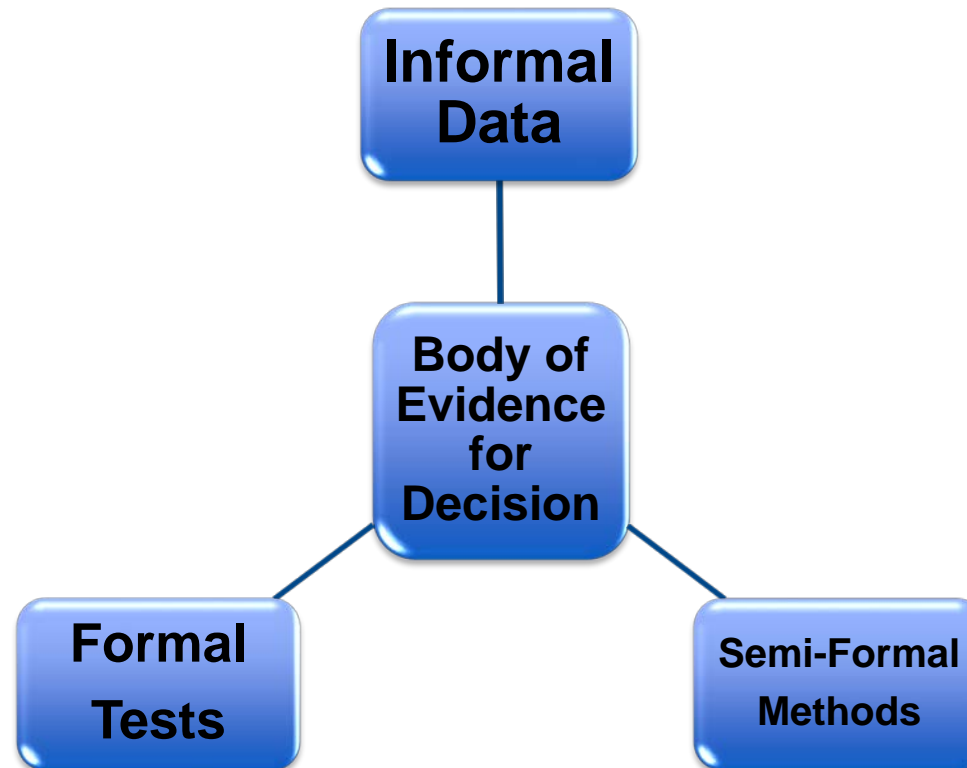 Informal
Data
Body of
Evidence
for
Decision
Formal
Tests
Semi-Formal
Methods